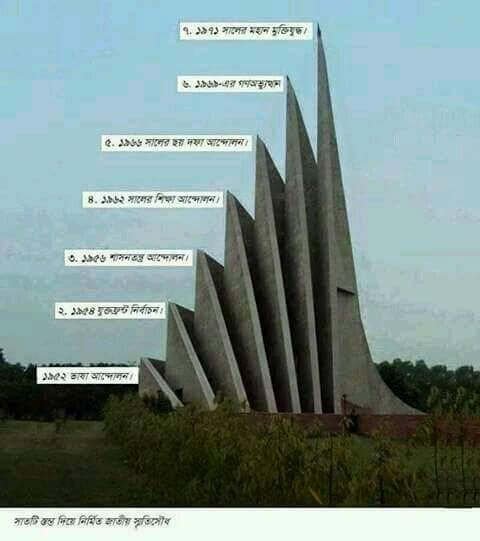 ৭. ১৯৭১ সালের মহান মুক্তিযুদ্ধ।
৬. ১৯৬৯-এর গণঅভ্যুত্থান
৫. ১৯৬৬ সালের ছয় দফা আন্দোলন।
৪. ১৯৬২ সালের শিক্ষা আন্দোলন।
৩. ১৯৫৬ শাসনতন্ত্র আন্দোলন।
২. ১৯৫৪ যুক্তফ্রন্ট নির্বাচন।
১৯৫২ ভাষা আন্দোলন।
সাতটি স্তম্ভ দিয়ে নির্মিত জাতীয় স্মৃতিসৌধ